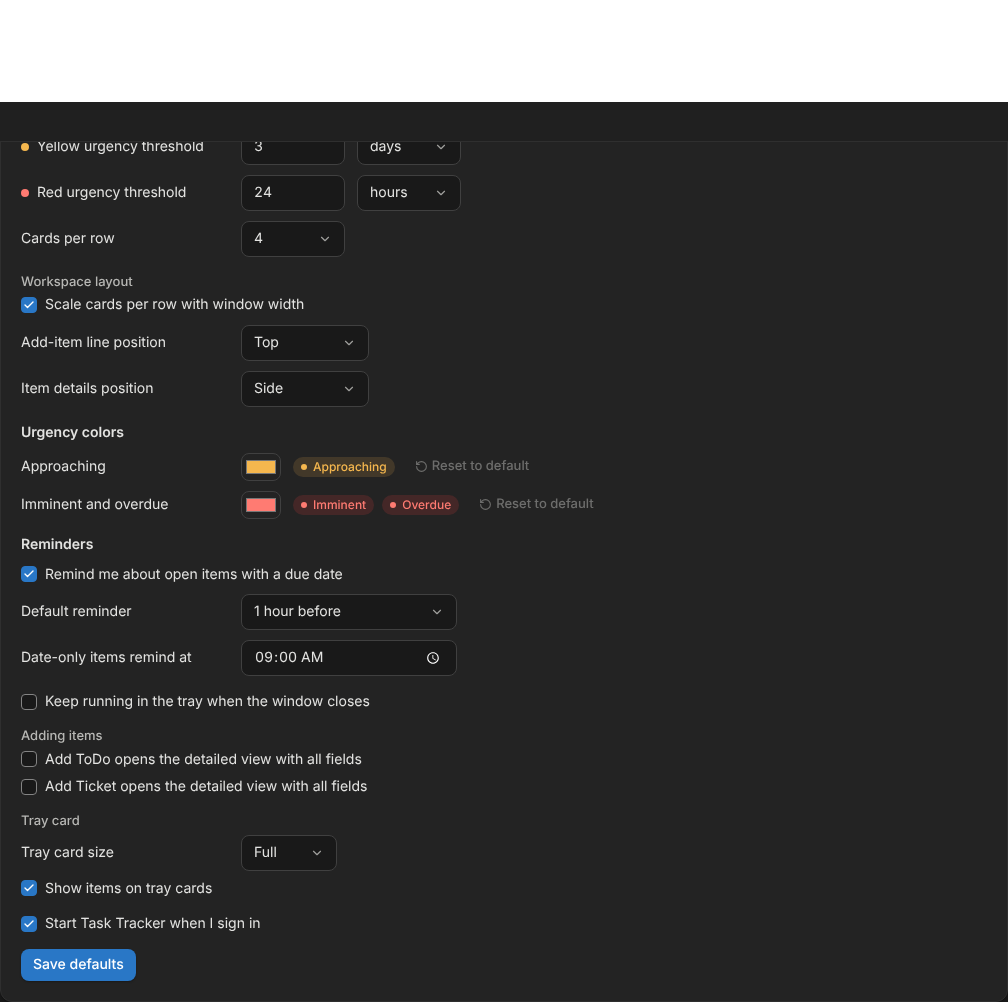 Yellow urgency threshold 3 days
Red urgency threshold 24 hours
Cards per row 4
Workspace layout
Scale cards per row with window width
Add-item line position Top
Item details position Side
Urgency colors
Approaching Approaching Reset to default
Imminent and overdue Imminent Overdue Reset to default
Reminders
Remind me about open items with a due date
Default reminder 1 hour before
Date-only items remind at 09:00 AM
Keep running in the tray when the window closes
Adding items
Add ToDo opens the detailed view with all fields
Add Ticket opens the detailed view with all fields
Tray card
Tray card size Full
Show items on tray cards
Start Task Tracker when I sign in
Save defaults